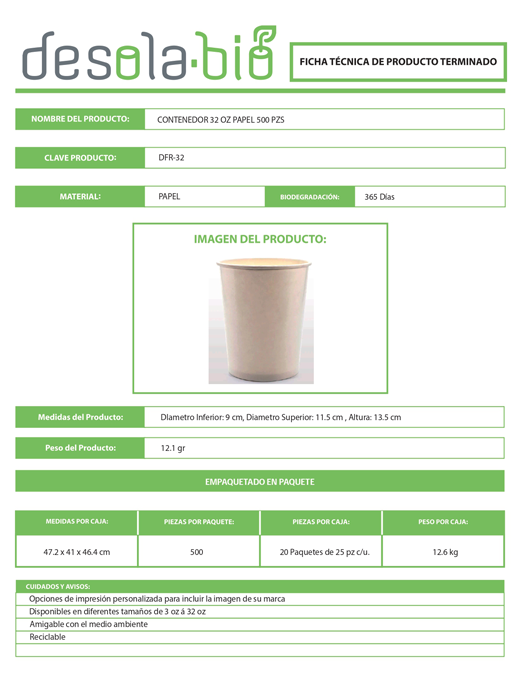 desola·bio
FICHA TÉCNICA DE PRODUCTO TERMINADO
NOMBRE DEL PRODUCTO:
CONTENEDOR 32 OZ PAPEL 500 PZS
CLAVE PRODUCTO:
DFR-32
MATERIAL:
PAPEL
BIODEGRADACIÓN:
365 Días
IMAGEN DEL PRODUCTO:
Medidas del Producto:
DIametro Inferior: 9 cm, Diametro Superior: 11.5 cm , Altura: 13.5 cm
Peso del Producto:
12.1 gr
EMPAQUETADO EN PAQUETE
MEDIDAS POR CAJA:
PIEZAS POR PAQUETE:
PIEZAS POR CAJA:
PESO POR CAJA:
47.2 x 41 x 46.4 cm
500
20 Paquetes de 25 pz c/u.
12.6 kg
CUIDADOS Y AVISOS:
Opciones de impresión personalizada para incluir la imagen de su marca
Disponibles en diferentes tamaños de 3 oz á 32 oz
Amigable con el medio ambiente
Reciclable